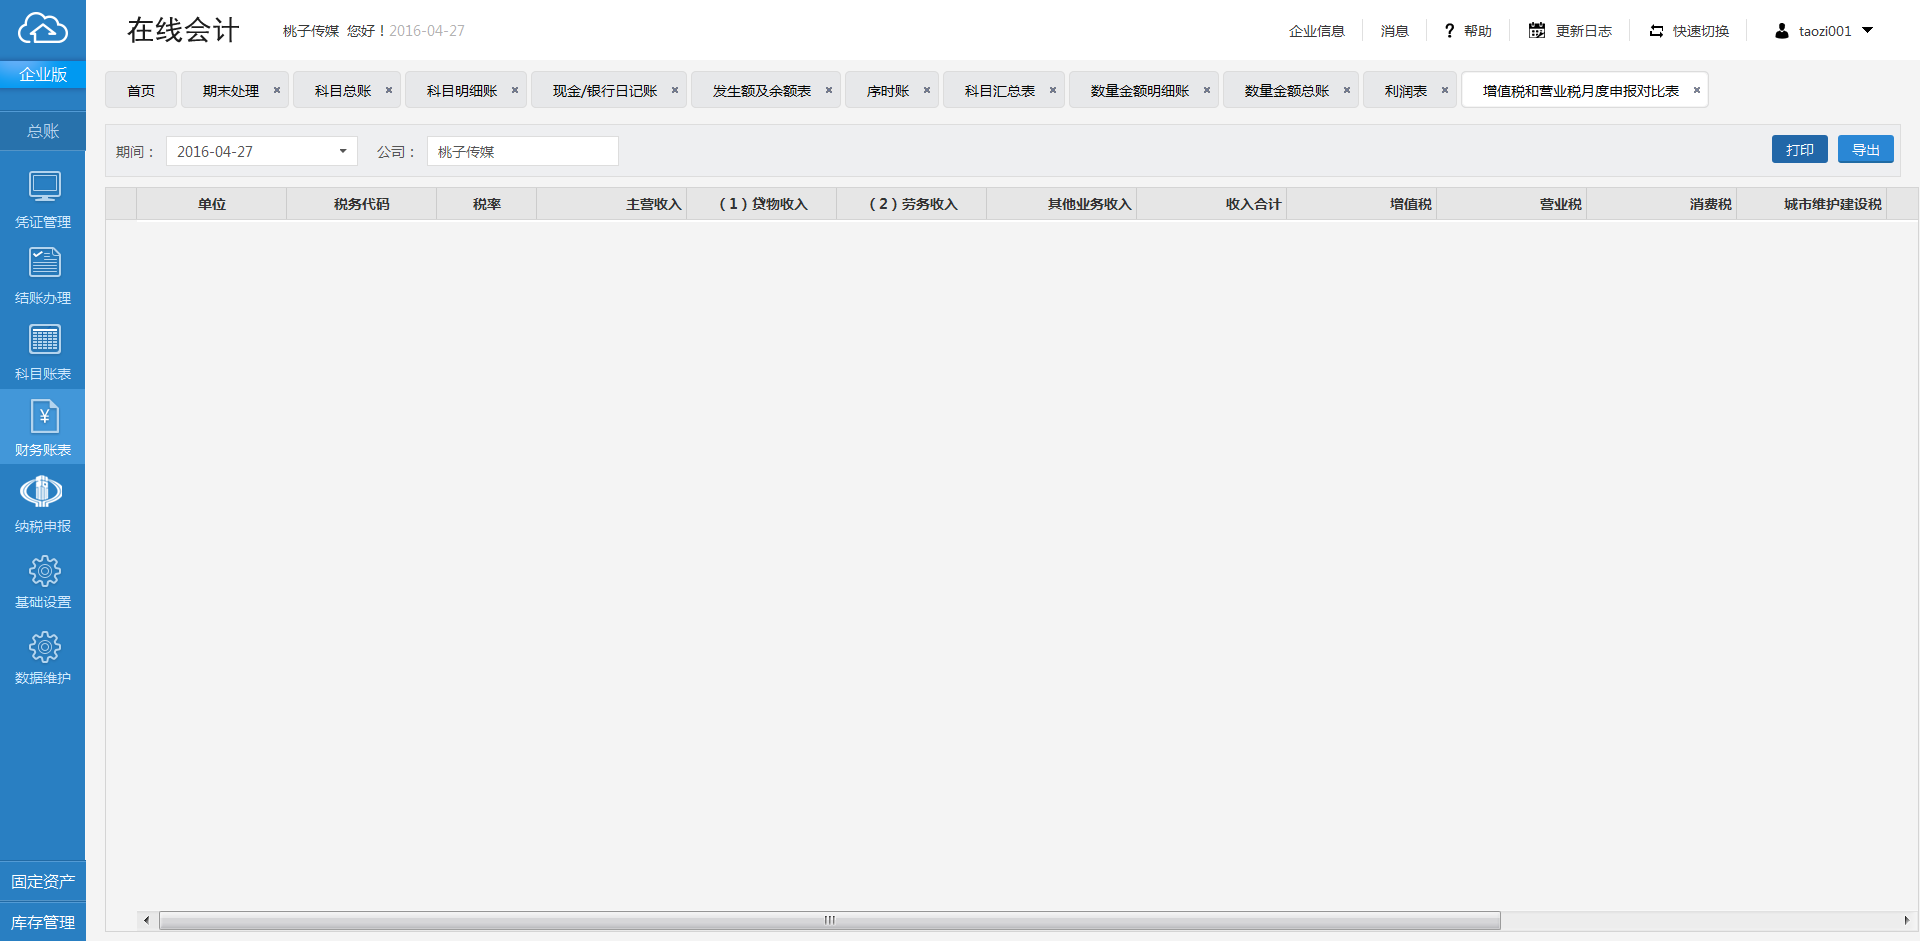 在线会计
桃子传媒 您好！2016-04-27
企业信息 消息 ? 帮助 更新日志 快速切换 taozi001
企业版
首页 期末处理 × 科目总账 × 科目明细账 × 现金/银行日记账 × 发生额及余额表 × 序时账 × 科目汇总表 × 数量金额明细账 × 数量金额总账 × 利润表 × 增值税和营业税月度申报对比表 ×
总账
期间： 2016-04-27 公司： 桃子传媒 打印 导出
单位 税务代码 税率 主营收入 （1）贷物收入 （2）劳务收入 其他业务收入 收入合计 增值税 营业税 消费税 城市维护建设税
凭证管理
结账办理
科目账表
¥
财务账表
纳税申报
基础设置
数据维护
固定资产
库存管理